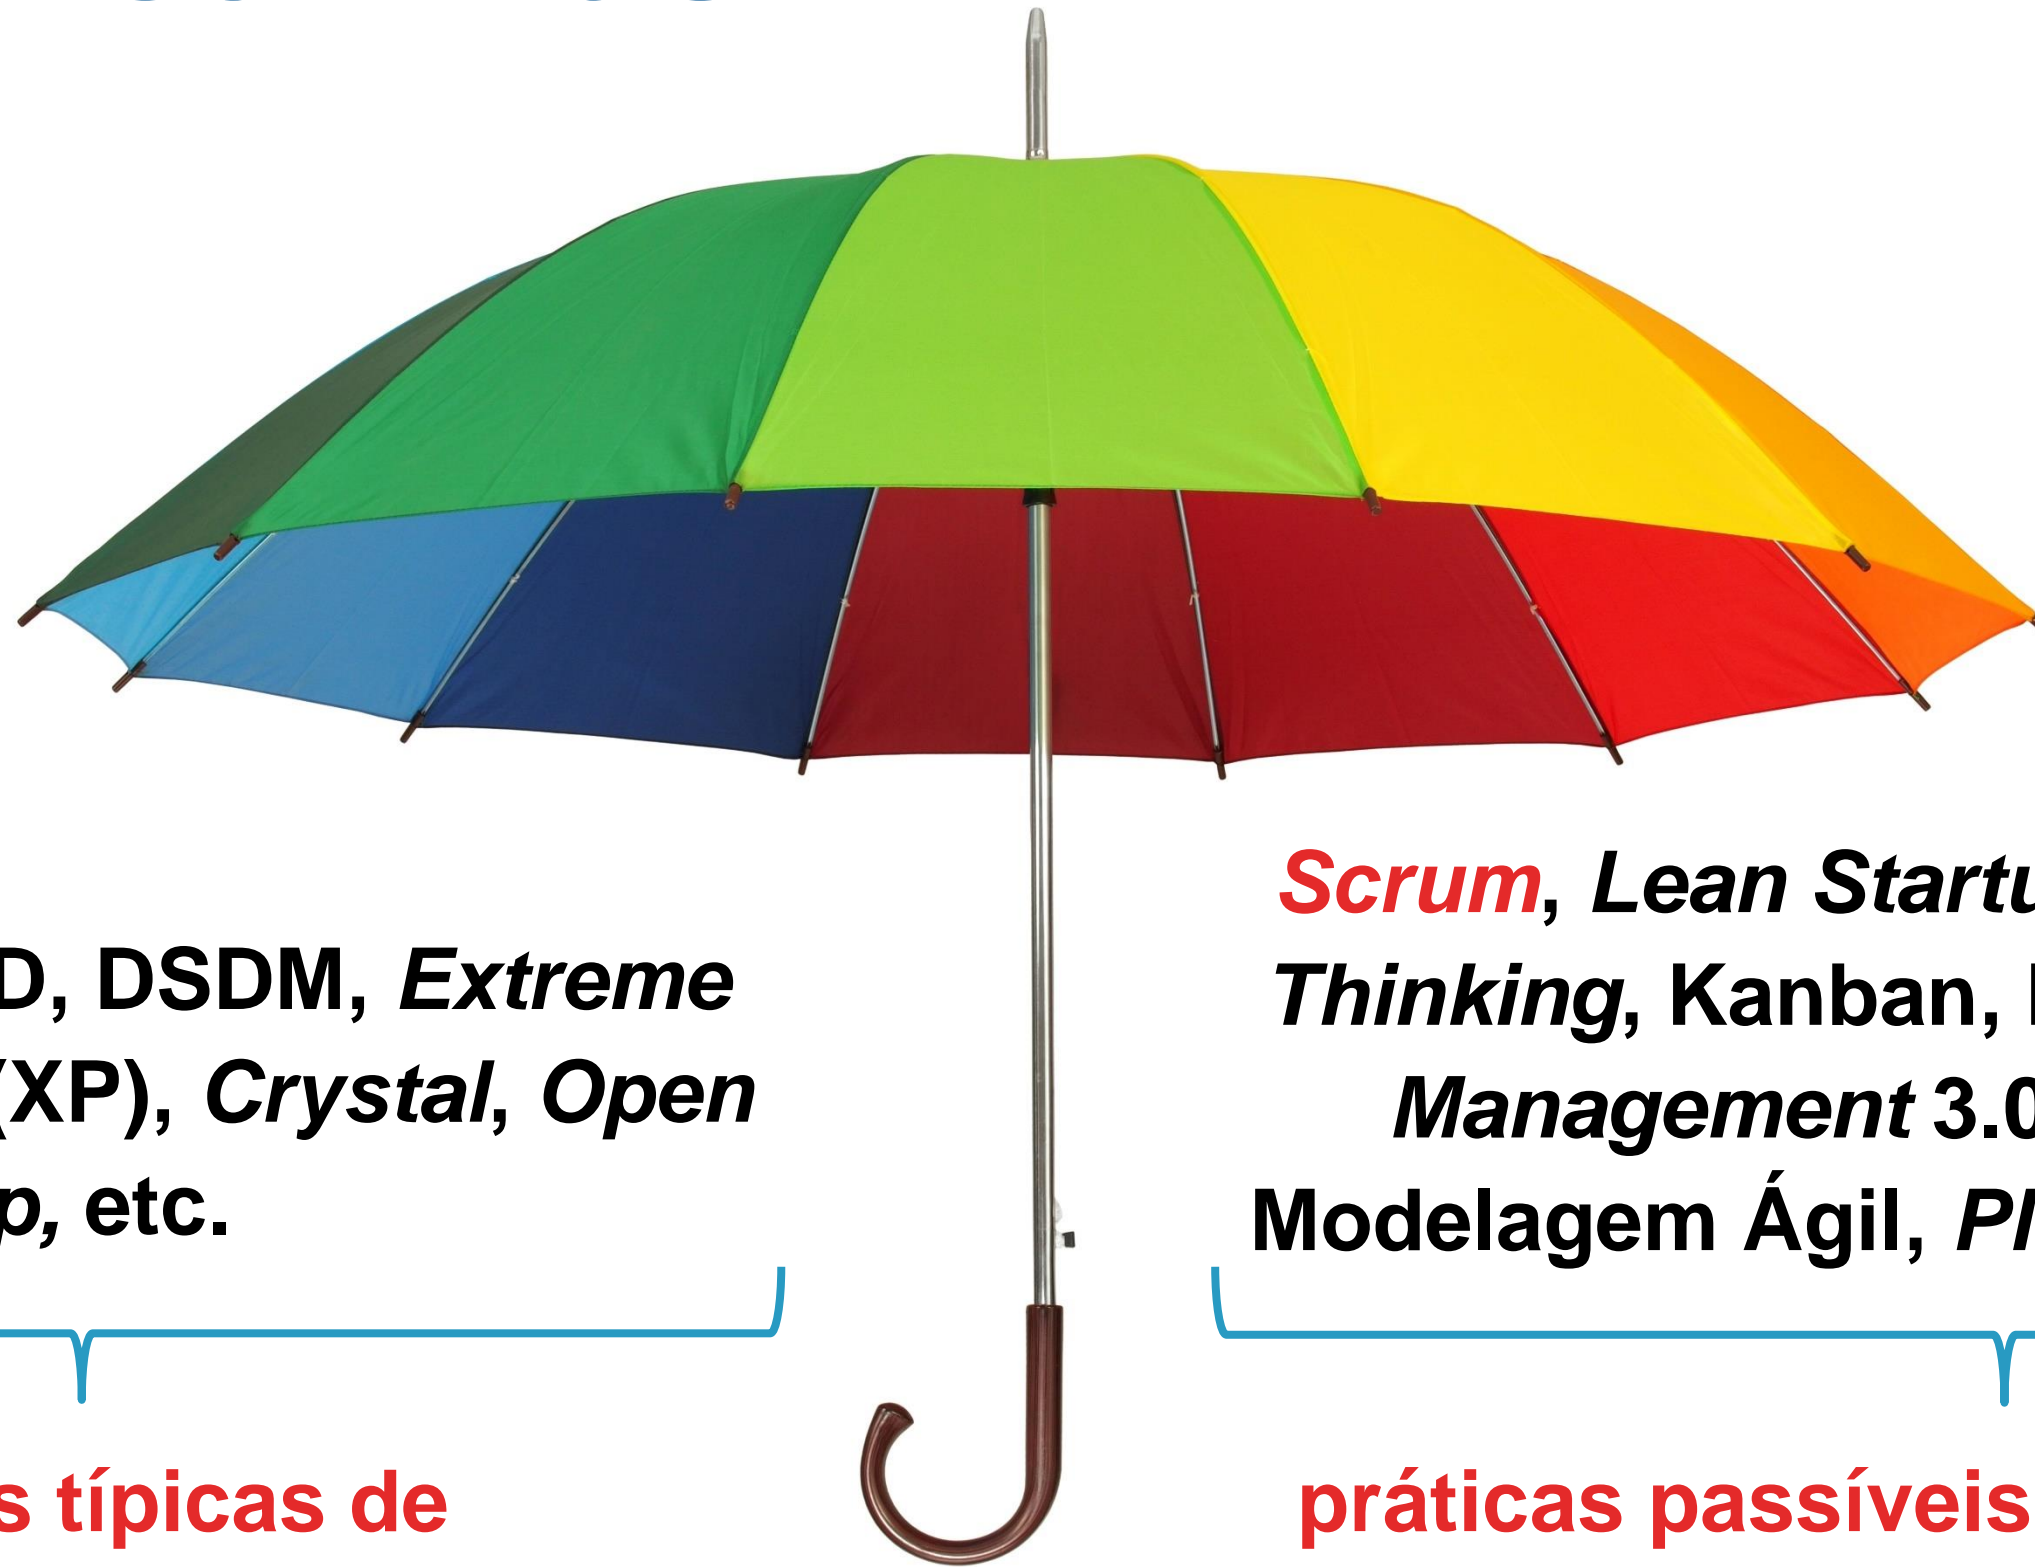 D, DSDM, Extreme
(XP), Crystal, Open
p, etc.
s típicas de
Scrum, Lean Startu
Thinking, Kanban,
Management 3.0
Modelagem Ágil, Pl
práticas passíveis